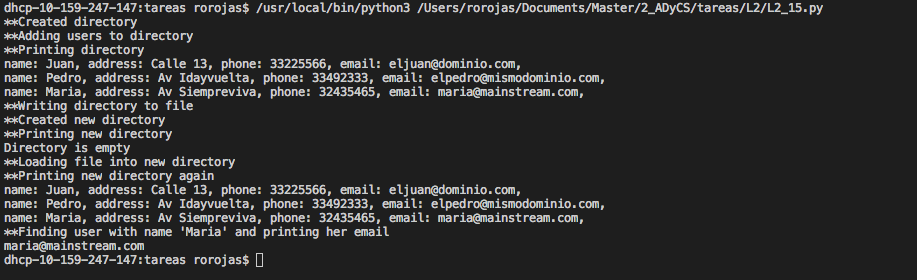 dhcp-10-159-247-147:tareas rorojas$ /usr/local/bin/python3 /Users/rorojas/Documents/Master/2_ADyCS/tareas/L2/L2_15.py
**Created directory
**Adding users to directory
**Printing directory
name: Juan, address: Calle 13, phone: 33225566, email: eljuan@dominio.com,
name: Pedro, address: Av Idayvuelta, phone: 33492333, email: elpedro@mismodominio.com,
name: Maria, address: Av Siempreviva, phone: 32435465, email: maria@mainstream.com,
**Writing directory to file
**Created new directory
**Printing new directory
Directory is empty
**Loading file into new directory
**Printing new directory again
name: Juan, address: Calle 13, phone: 33225566, email: eljuan@dominio.com,
name: Pedro, address: Av Idayvuelta, phone: 33492333, email: elpedro@mismodominio.com,
name: Maria, address: Av Siempreviva, phone: 32435465, email: maria@mainstream.com,
**Finding user with name 'Maria' and printing her email
maria@mainstream.com
dhcp-10-159-247-147:tareas rorojas$